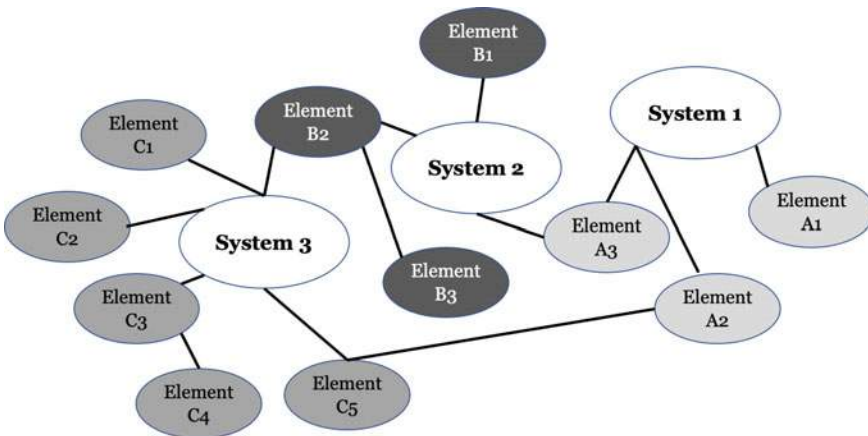 Element
B1
Element
B2
System 1
Element
C1
System 2
Element
C2
System 3
Element
A3
Element
A1
Element
B3
Element
C3
Element
A2
Element
C4
Element
C5